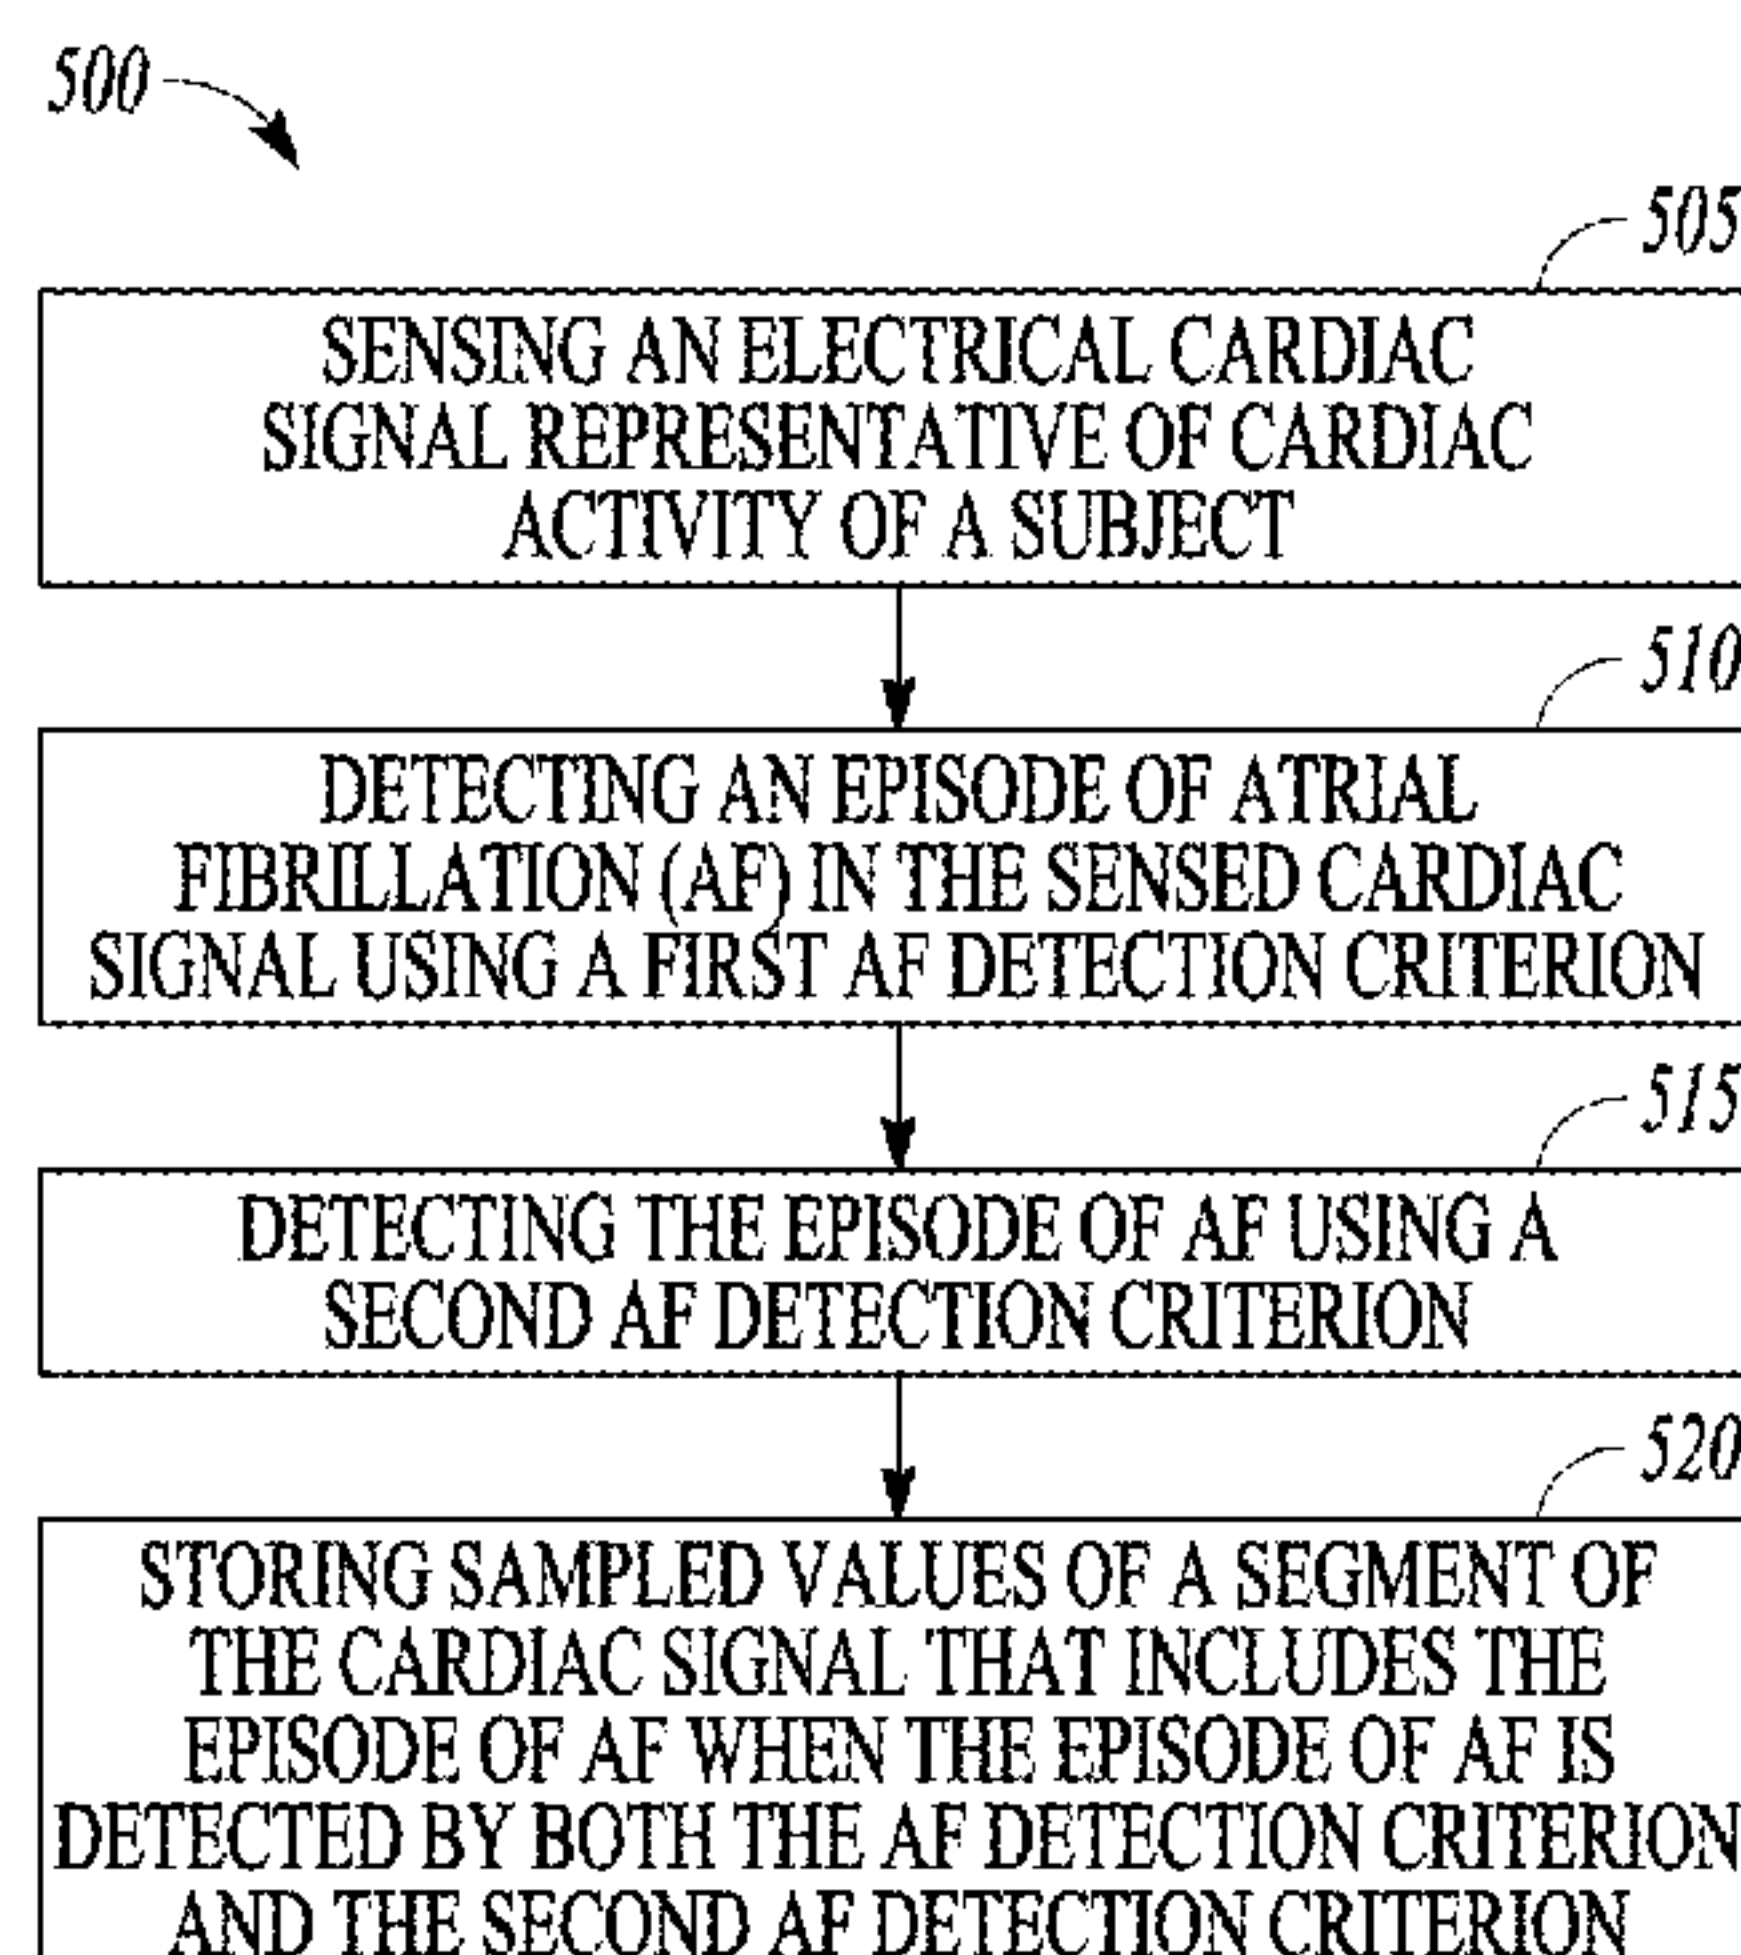 500
505
SENSING AN ELECTRICAL CARDIAC
SIGNAL REPRESENTATIVE OF CARDIAC
ACTIVITY OF A SUBJECT
510
DETECTING AN EPISODE OF ATRIAL
FIBRILLATION (AF) IN THE SENSED CARDIAC
SIGNAL USING A FIRST AF DETECTION CRITERION
515
DETECTING THE EPISODE OF AF USING A
SECOND AF DETECTION CRITERION
520
STORING SAMPLED VALUES OF A SEGMENT OF
THE CARDIAC SIGNAL THAT INCLUDES THE
EPISODE OF AF WHEN THE EPISODE OF AF IS
DETECTED BY BOTH THE AF DETECTION CRITERION
AND THE SECOND AF DETECTION CRITERION